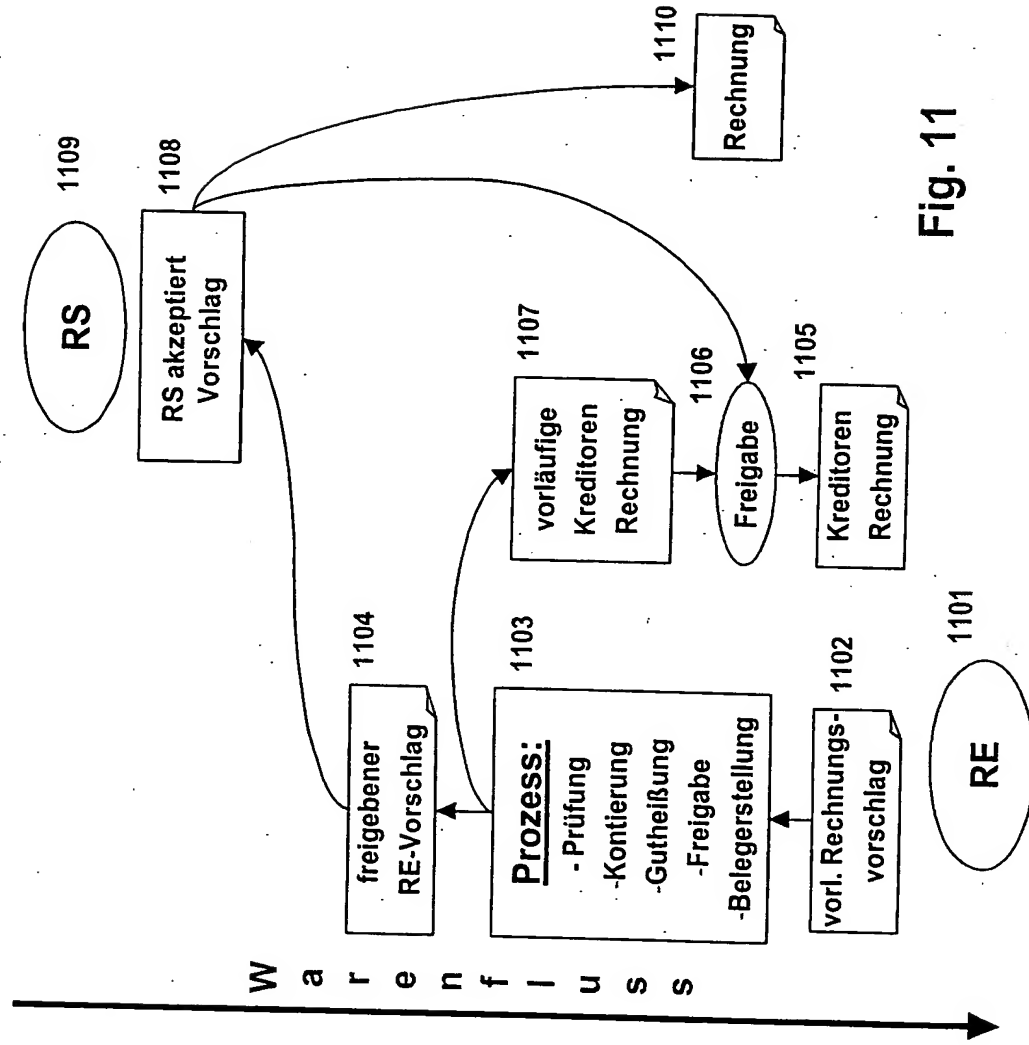 W a r e n f l u s s
RS
1109
RS akzeptiert
Vorschlag
1108
freigebener
RE-Vorschlag
1104
Prozess:
- Prüfung
-Kontierung
-Gutheißung
-Freigabe
-Belegerstellung
1103
vorläufige
Kreditoren
Rechnung
1107
Freigabe
1106
Kreditoren
Rechnung
1105
Rechnung
1110
vorl. Rechnungs-
vorschlag
1102
RE
1101
Fig. 11